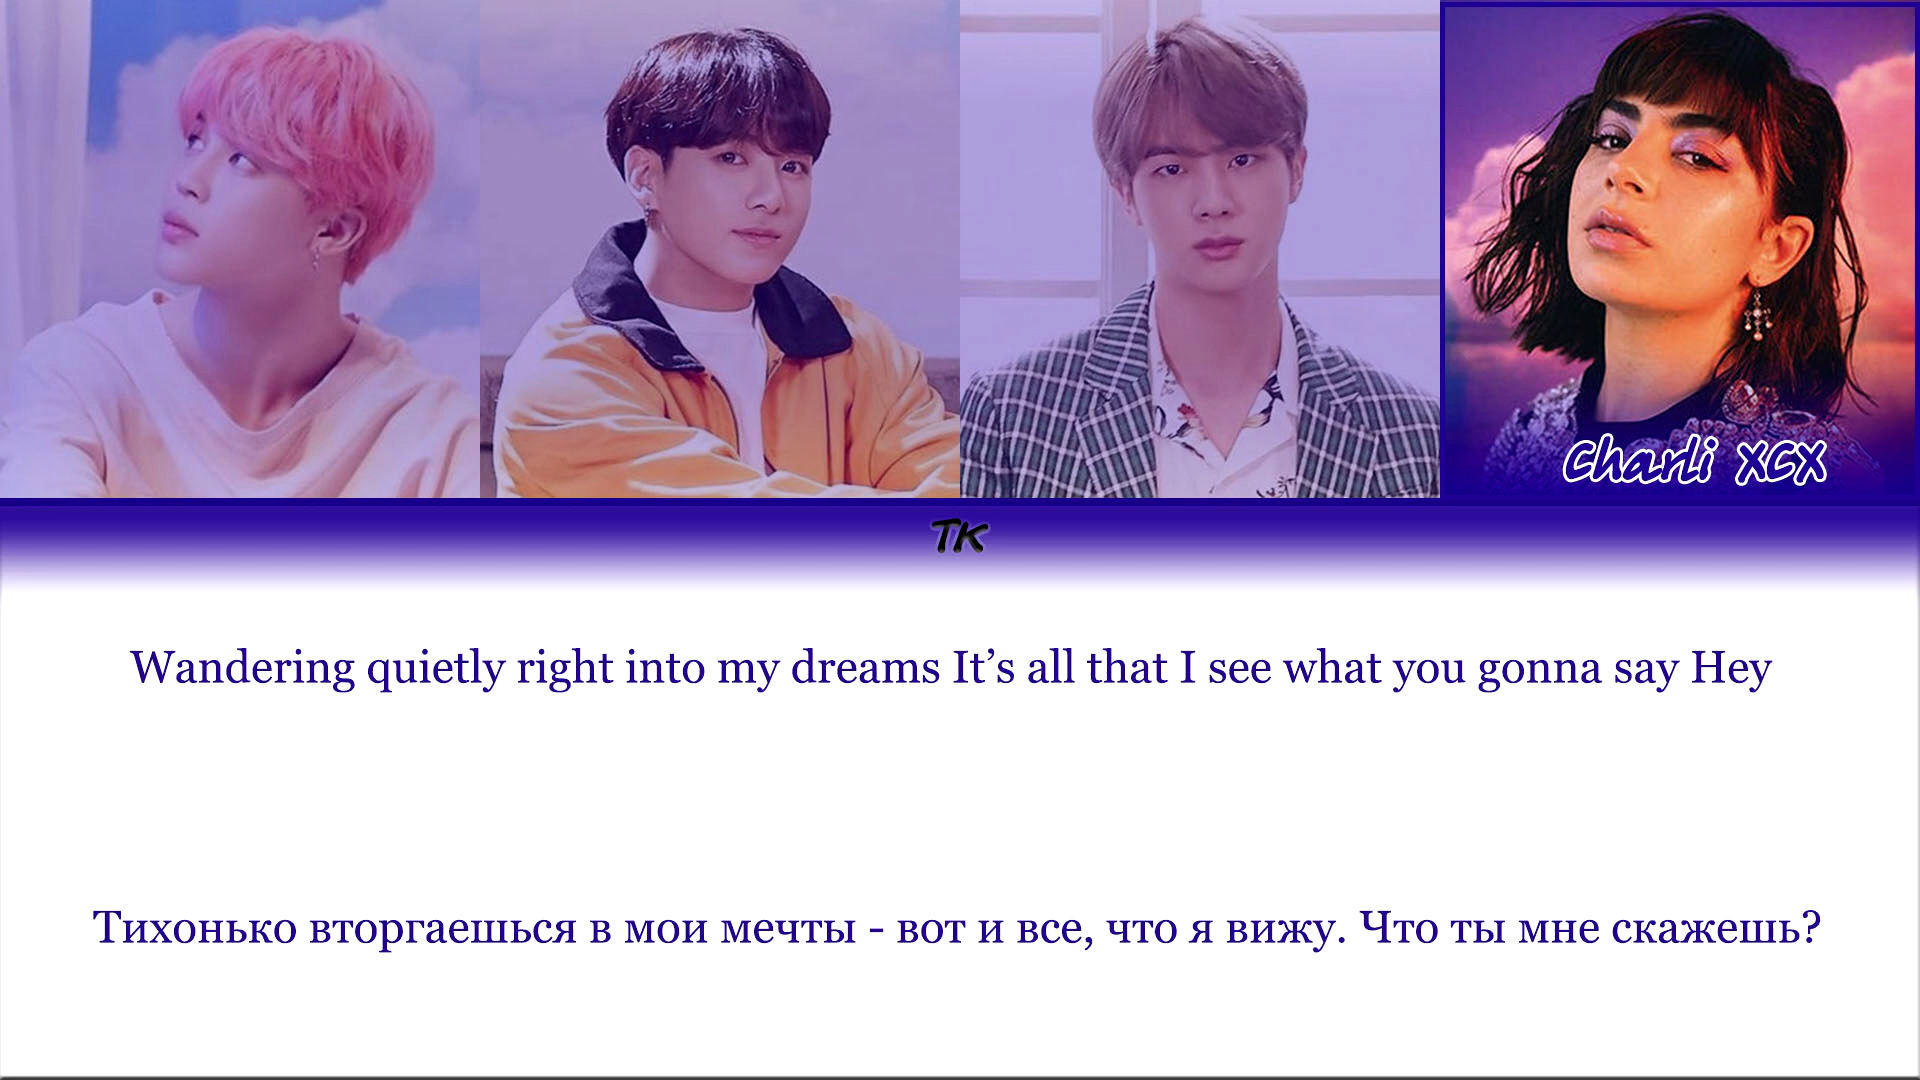 Charli XCX
TK
Wandering quietly right into my dreams It’s all that I see what you gonna say Hey
Тихонько вторгаешься в мои мечты - вот и все, что я вижу. Что ты мне скажешь?